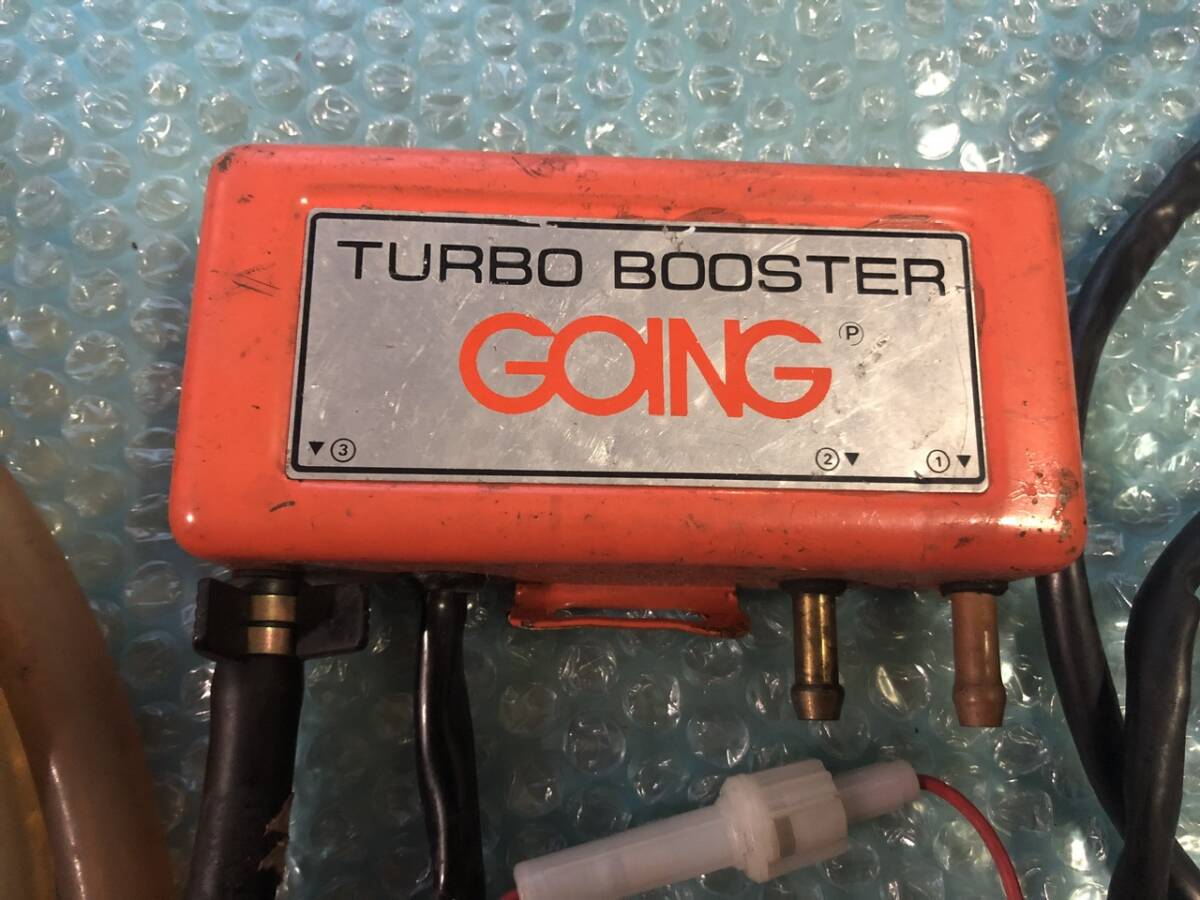 TURBO BOOSTER
GOING Ⓟ
▼③ ②▼ ①▼